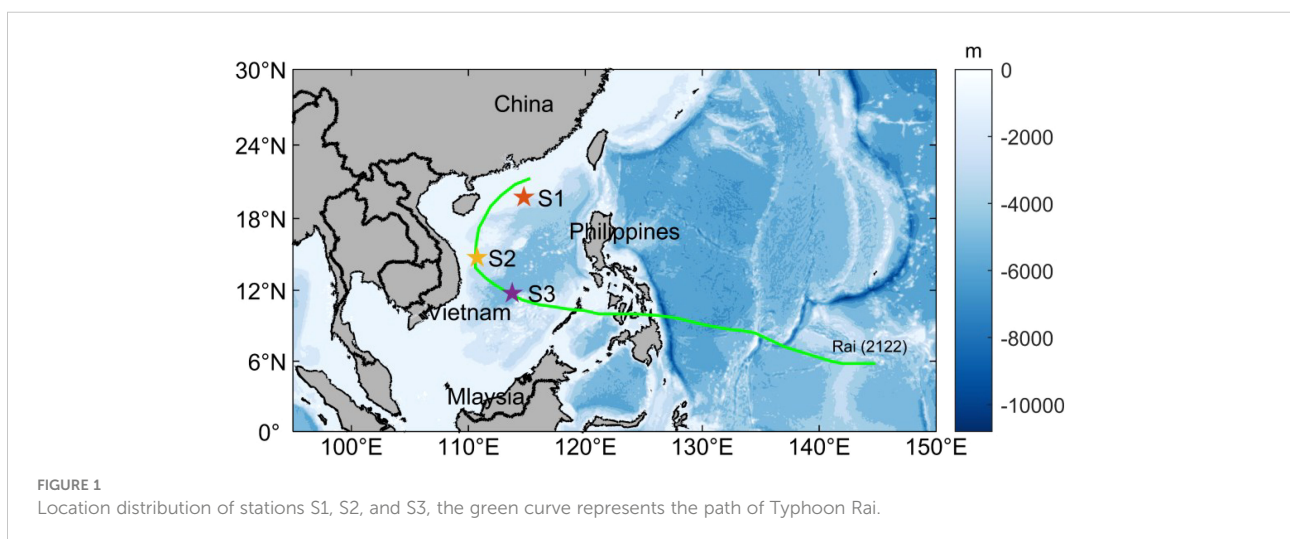 m
30°N
24°N
18°N
12°N
6°N
0°
100°E
110°E
120°E
130°E
140°E
150°E
China
S1
Philippines
S2
S3
Vietnam
Rai (2122)
Mlaysia
0
-2000
-4000
-6000
-8000
-10000
FIGURE 1
Location distribution of stations S1, S2, and S3, the green curve represents the path of Typhoon Rai.